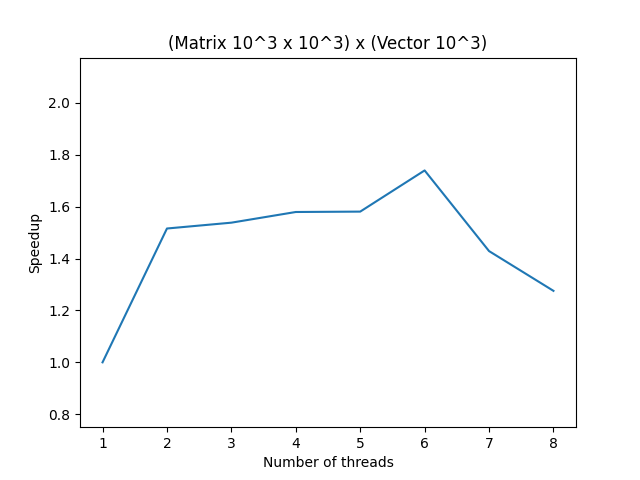 (Matrix 10^3 x 10^3) x (Vector 10^3)
2.0
1.8
1.6
1.4
1.2
1.0
0.8
Speedup
1 2 3 4 5 6 7 8
Number of threads